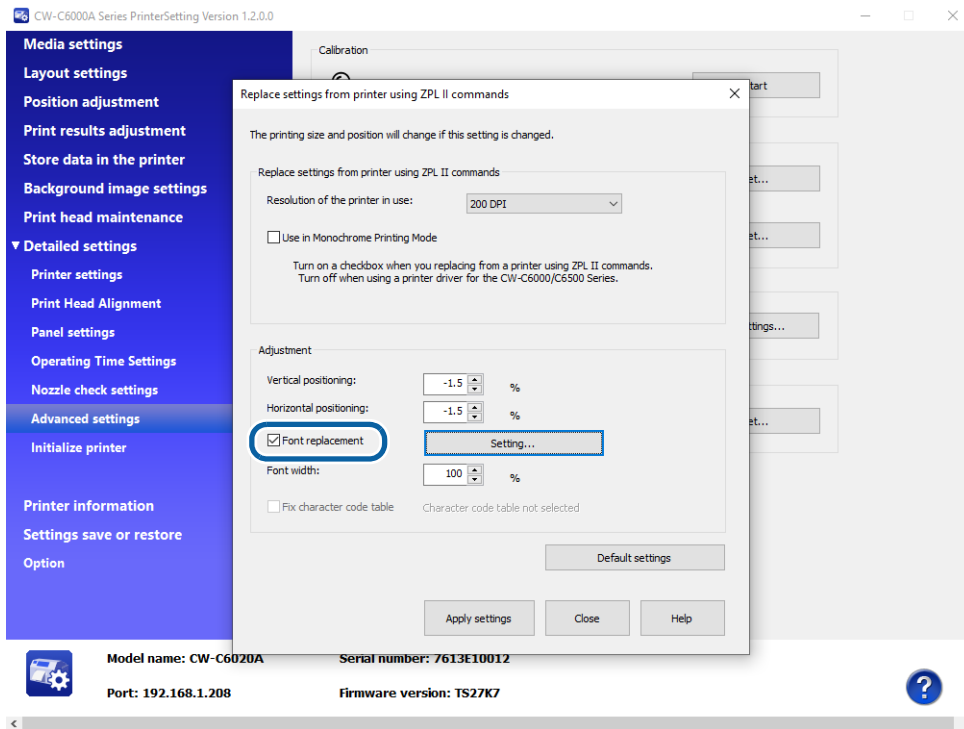 CW-C6000A Series PrinterSetting Version 1.2.0.0
Media settings
Layout settings
Position adjustment
Print results adjustment
Store data in the printer
Background image settings
Print head maintenance
Detailed settings
Printer settings
Print Head Alignment
Panel settings
Operating Time Settings
Nozzle check settings
Advanced settings
Initialize printer
Printer information
Settings save or restore
Option
Calibration
Replace settings from printer using ZPL II commands
The printing size and position will change if this setting is changed.
Replace settings from printer using ZPL II commands
Resolution of the printer in use: 200 DPI
Use in Monochrome Printing Mode
Turn on a checkbox when you replacing from a printer using ZPL II commands.
Turn off when using a printer driver for the CW-C6000/C6500 Series.
Adjustment
Vertical positioning: -1.5 %
Horizontal positioning: -1.5 %
Font replacement Setting...
Font width: 100 %
Fix character code table Character code table not selected
Default settings
Apply settings Close Help
tart
et...
et...
ttings...
et...
Model name: CW-C6020A Serial number: 7613E10012
Port: 192.168.1.208 Firmware version: TS27K7
?